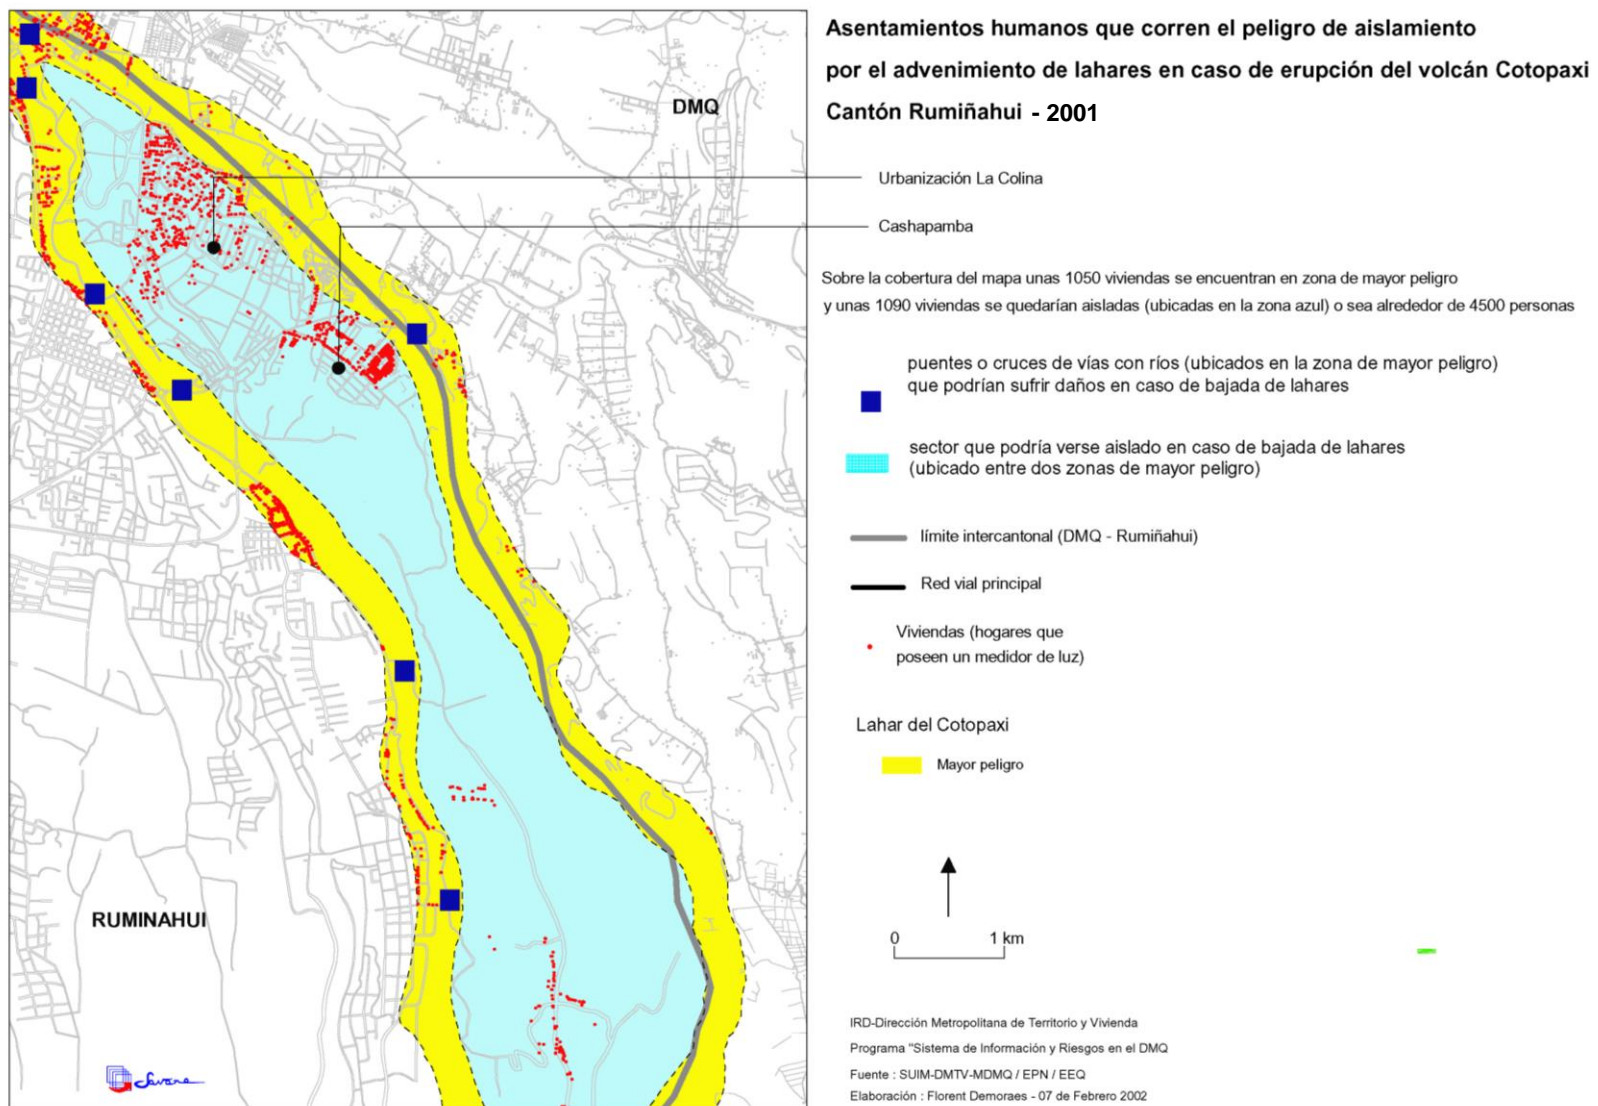 Asentamientos humanos que corren el peligro de aislamiento
por el advenimiento de lahares en caso de erupción del volcán Cotopaxi
Cantón Rumiñahui - 2001
DMQ
Urbanización La Colina
Cashapamba
Sobre la cobertura del mapa unas 1050 viviendas se encuentran en zona de mayor peligro
y unas 1090 viviendas se quedarían aisladas (ubicadas en la zona azul) o sea alrededor de 4500 personas
puentes o cruces de vías con ríos (ubicados en la zona de mayor peligro)
que podrían sufrir daños en caso de bajada de lahares
sector que podría verse aislado en caso de bajada de lahares
(ubicado entre dos zonas de mayor peligro)
límite intercantonal (DMQ - Rumiñahui)
Red vial principal
Viviendas (hogares que
poseen un medidor de luz)
Lahar del Cotopaxi
Mayor peligro
RUMINAHUI
0 1 km
IRD-Dirección Metropolitana de Territorio y Vivienda
Programa "Sistema de Información y Riesgos en el DMQ
Fuente : SUIM-DMTV-MDMQ / EPN / EEQ
Elaboración : Florent Demoraes - 07 de Febrero 2002
Savane